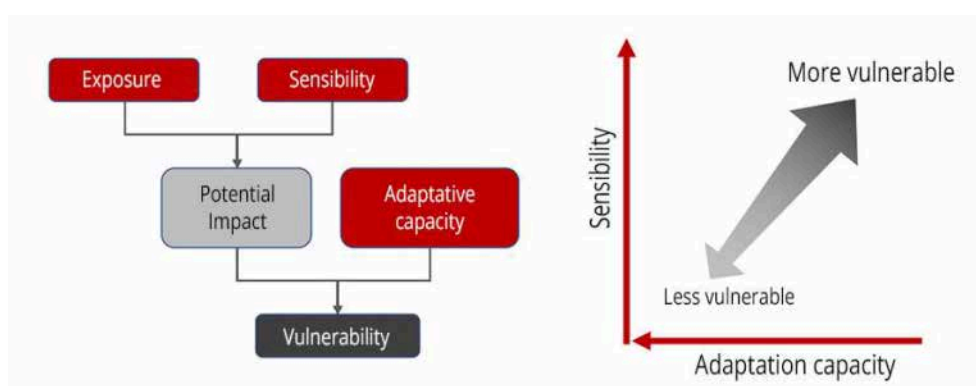 Exposure
Sensibility
Potential
Impact
Adaptative
capacity
Vulnerability
Sensibility
More vulnerable
Less vulnerable
Adaptation capacity